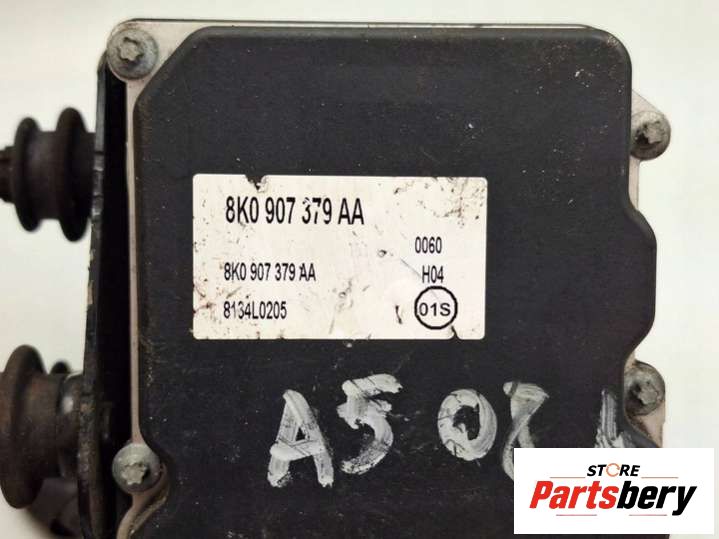 8K0 907 379 AA
0060
8K0 907 379 AA H04
8134L0205 01S
A5 08
STORE
Partsbery